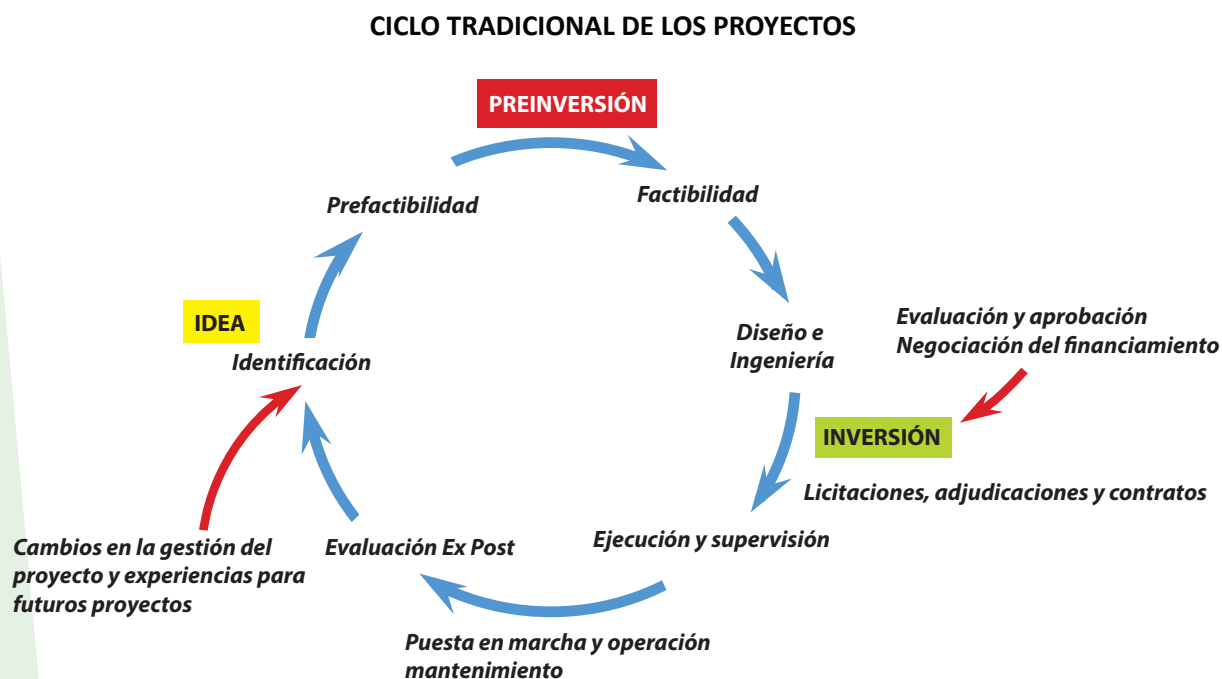 CICLO TRADICIONAL DE LOS PROYECTOS
PREINVERSIÓN
Prefactibilidad
Factibilidad
IDEA
Identificación
Diseño e
Ingeniería
Evaluación y aprobación
Negociación del financiamiento
INVERSIÓN
Licitaciones, adjudicaciones y contratos
Ejecución y supervisión
Evaluación Ex Post
Cambios en la gestión del
proyecto y experiencias para
futuros proyectos
Puesta en marcha y operación
mantenimiento